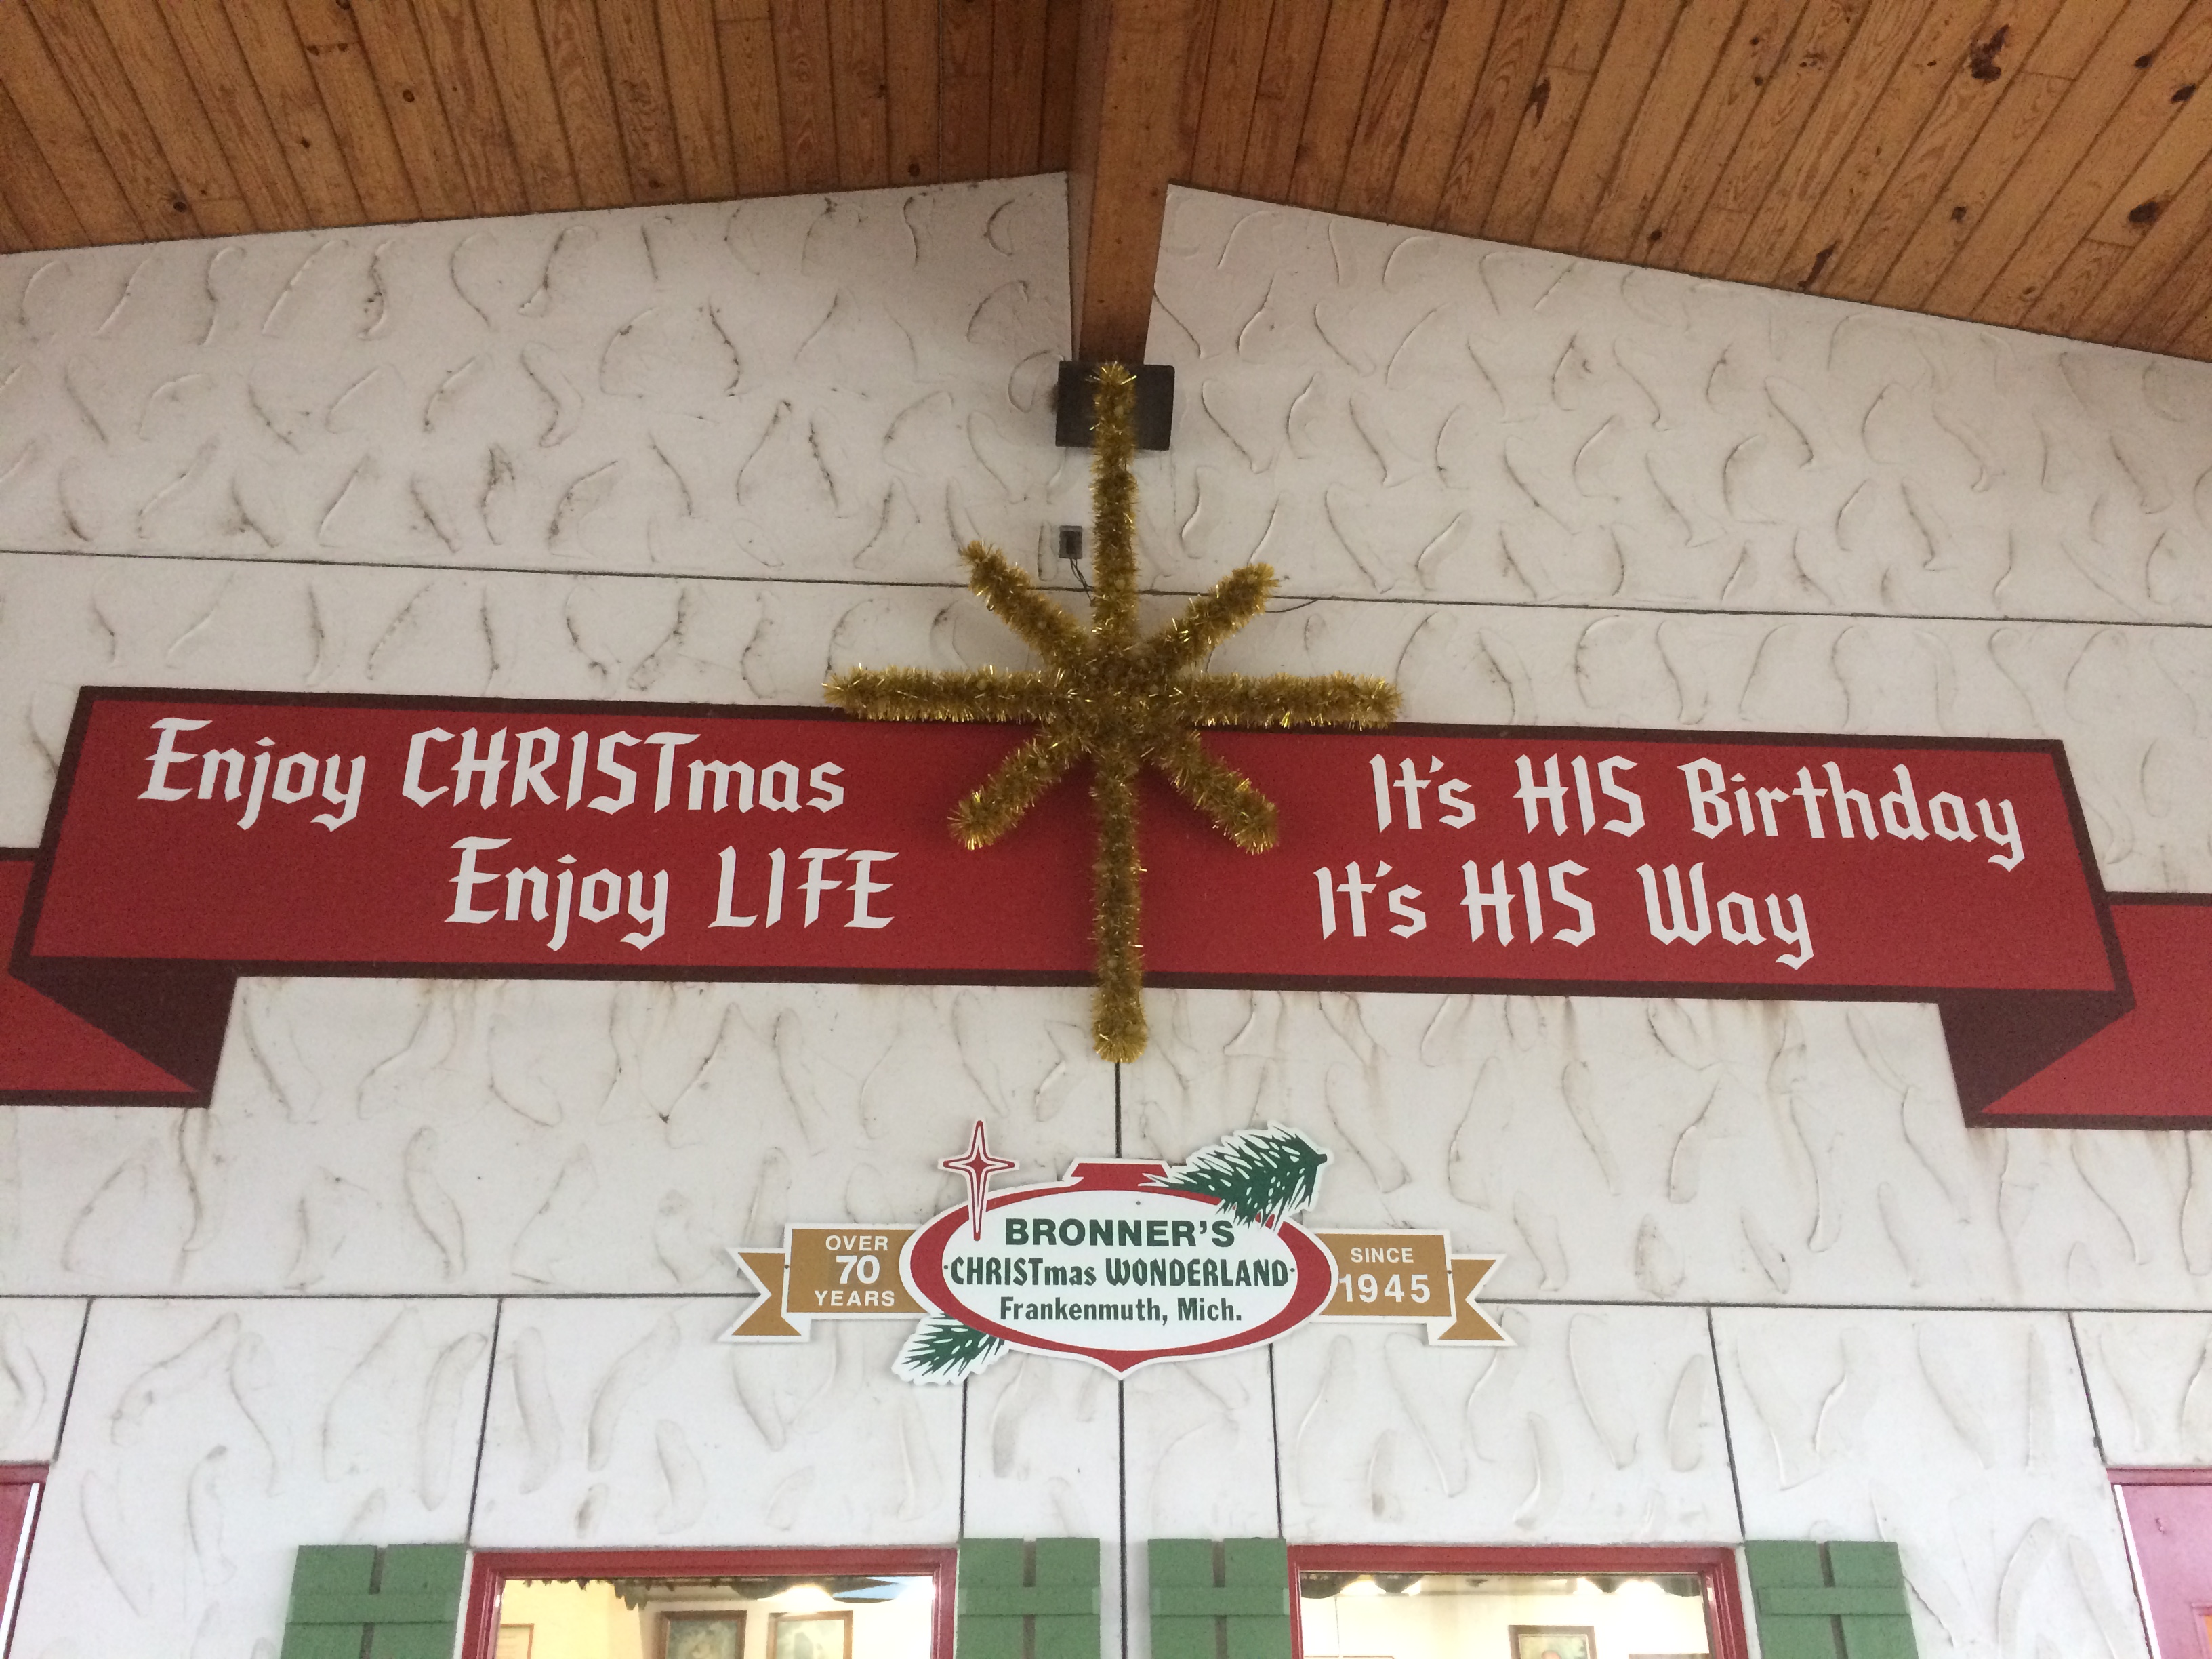 Enjoy CHRISTmas
Enjoy LIFE
It's HIS Birthday
It's HIS Way
OVER
70
YEARS
BRONNER'S
·CHRISTmas WONDERLAND·
Frankenmuth, Mich.
SINCE
1945